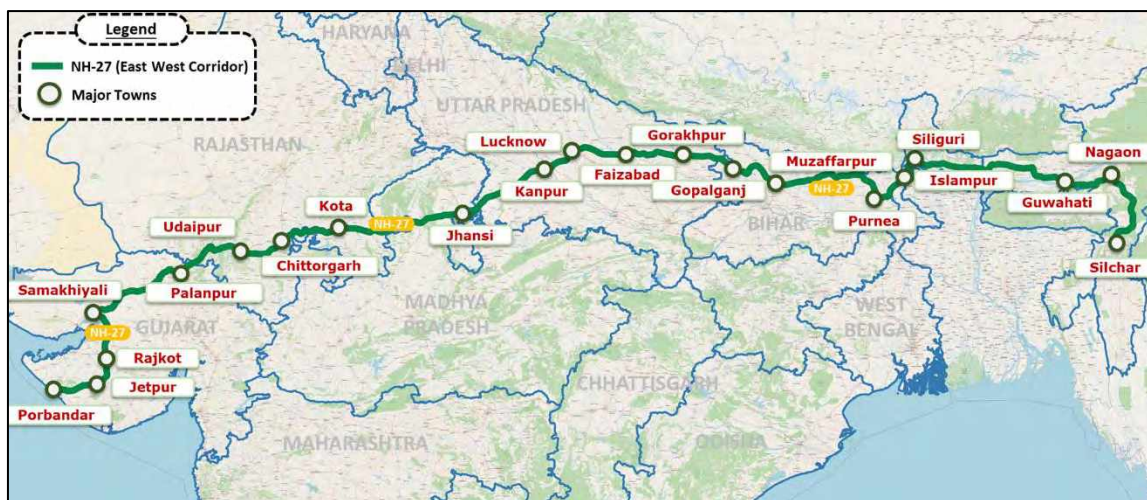 Legend
NH-27 (East West Corridor)
Major Towns
HARYANA
DELHI
UTTAR PRADESH
RAJASTHAN
Lucknow
Gorakhpur
Siliguri
Nagaon
Kanpur
Faizabad
Gopalganj
Muzaffarpur
NH-27
Islampur
Guwahati
Purnea
BIHAR
Udaipur
Kota
NH-27
Jhansi
Chittorgarh
Silchar
Samakhiyali
Palanpur
MADHYA
PRADESH
WEST
BENGAL
NH-27
GUJARAT
Rajkot
Jetpur
Porbandar
CHHATTISGARH
MAHARASHTRA
ODISHA